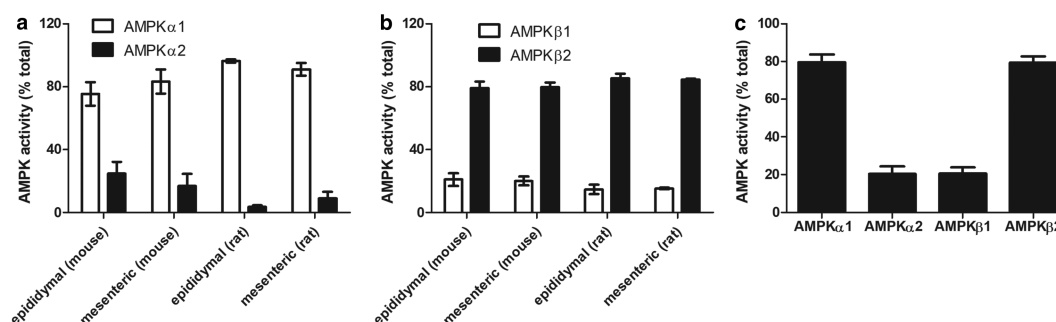 a
AMPK activity (% total)
120
80
40
0
AMPKα1
AMPKα2
epididymal (mouse)
mesenteric (mouse)
epididymal (rat)
mesenteric (rat)
b
AMPK activity (% total)
120
80
40
0
AMPKβ1
AMPKβ2
epididymal (mouse)
mesenteric (mouse)
epididymal (rat)
mesenteric (rat)
c
AMPK activity (% total)
100
80
60
40
20
0
AMPKα1
AMPKα2
AMPKβ1
AMPKβ2